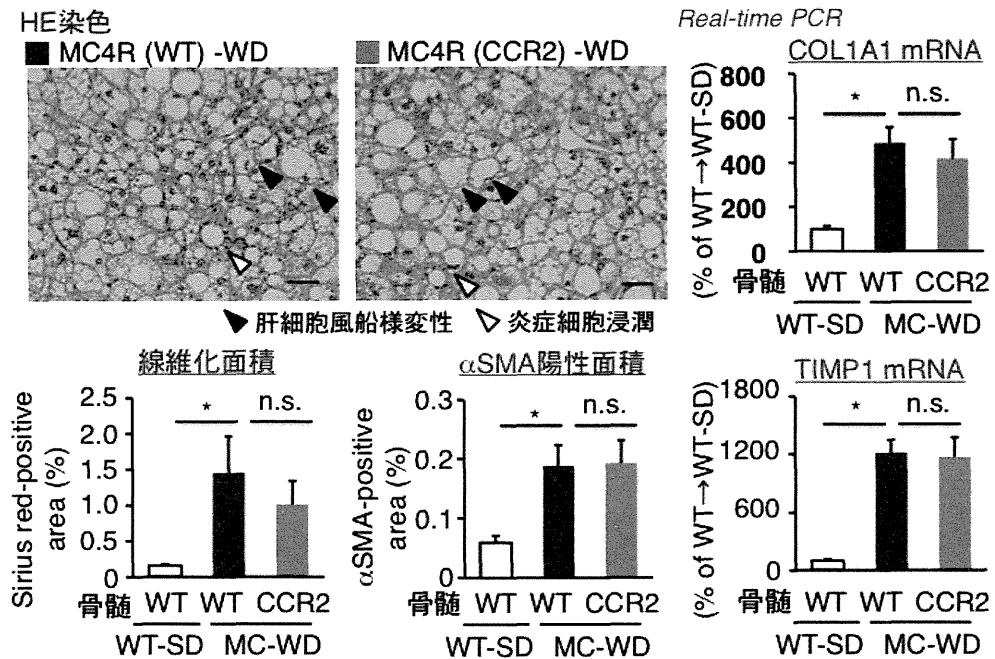 HE染色
■ MC4R (WT) -WD
■ MC4R (CCR2) -WD
肝細胞風船様変性
炎症細胞浸潤
Real-time PCR
COL1A1 mRNA
(% of WT→WT-SD)
800
600
400
200
0
*
n.s.
骨髄 WT WT CCR2
WT-SD MC-WD
線維化面積
Sirius red-positive
area (%)
2.5
2.0
1.5
1.0
0.5
0
*
n.s.
骨髄 WT WT CCR2
WT-SD MC-WD
αSMA陽性面積
αSMA-positive
area (%)
0.3
0.2
0.1
0
*
n.s.
骨髄 WT WT CCR2
WT-SD MC-WD
TIMP1 mRNA
(% of WT→WT-SD)
1800
1200
600
0
*
n.s.
骨髄 WT WT CCR2
WT-SD MC-WD